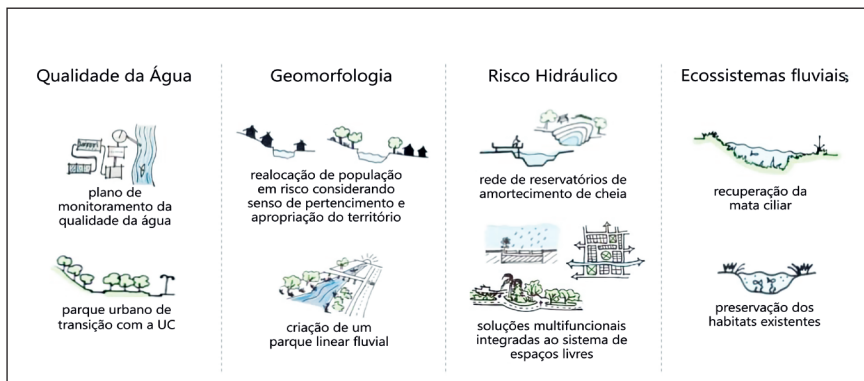 Qualidade da Água
plano de
monitoramento da
qualidade da água
parque urbano de
transição com a UC
Geomorfologia
realocação de população
em risco considerando
senso de pertencimento e
apropriação do território
criação de um
parque linear fluvial
Risco Hidráulico
rede de reservatórios de
amortecimento de cheia
soluções multifuncionais
integradas ao sistema de
espaços livres
Ecossistemas fluviais;
recuperação da
mata ciliar
preservação dos
habitats existentes